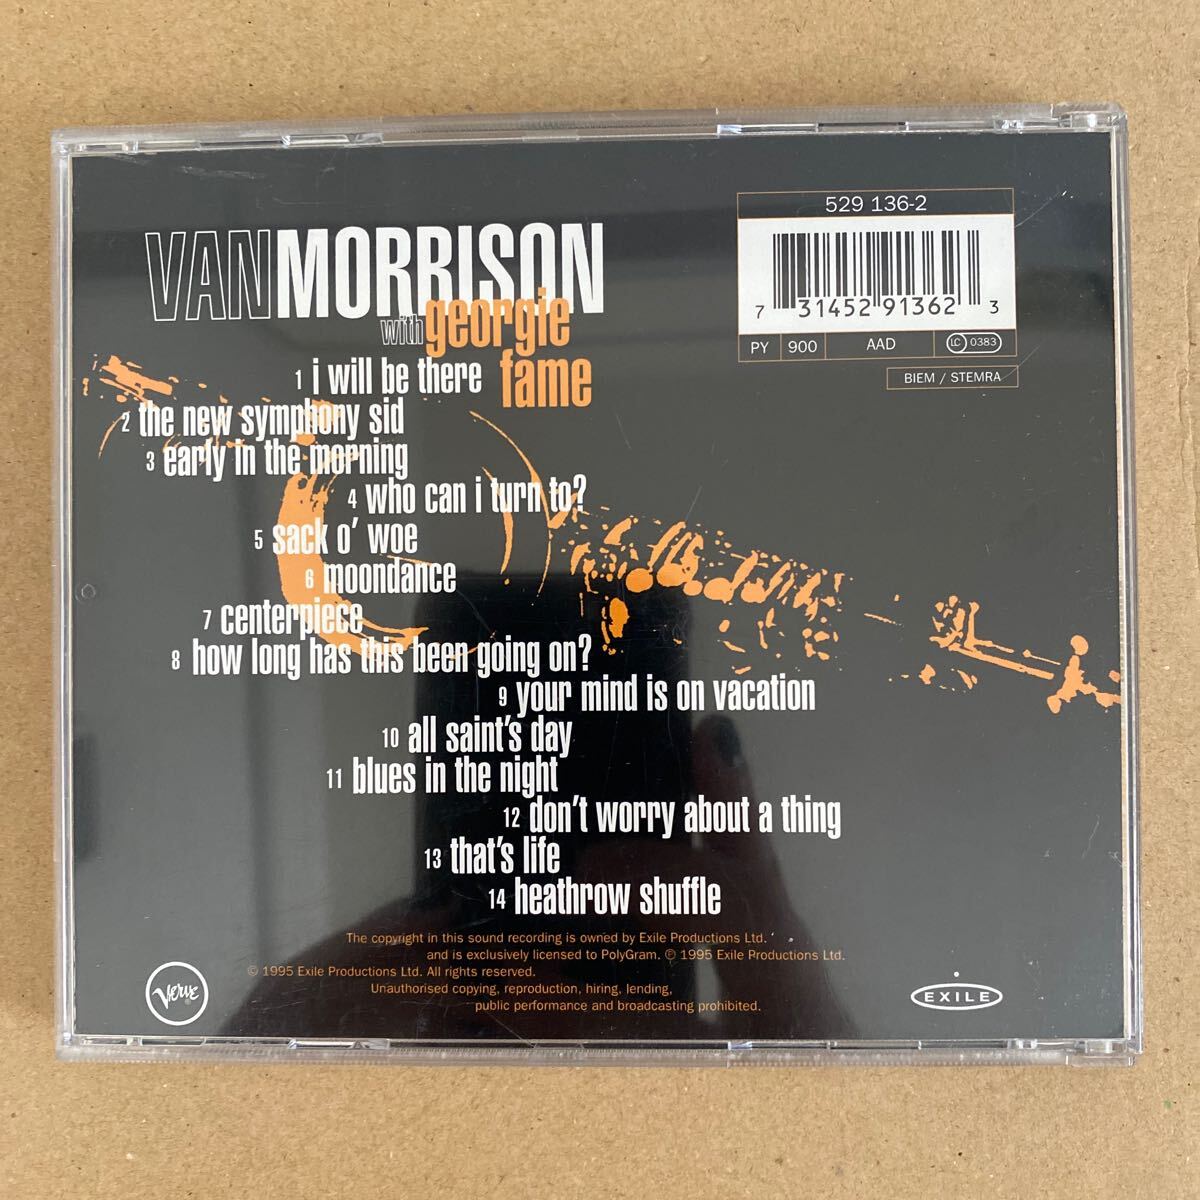 VANMORRISON
with georgie
fame
529 136-2
7 31452 91362 3
PY 900 AAD LC 0383
BIEM / STEMRA
1 i will be there
2 the new symphony sid
3 early in the morning
4 who can i turn to?
5 sack o' woe
6 moondance
7 centerpiece
8 how long has this been going on?
9 your mind is on vacation
10 all saint's day
11 blues in the night
12 don't worry about a thing
13 that's life
14 heathrow shuffle
The copyright in this sound recording is owned by Exile Productions Ltd.
and is exclusively licensed to PolyGram. ℗ 1995 Exile Productions Ltd.
© 1995 Exile Productions Ltd. All rights reserved.
Unauthorised copying, reproduction, hiring, lending,
public performance and broadcasting prohibited.
Verve
EXILE